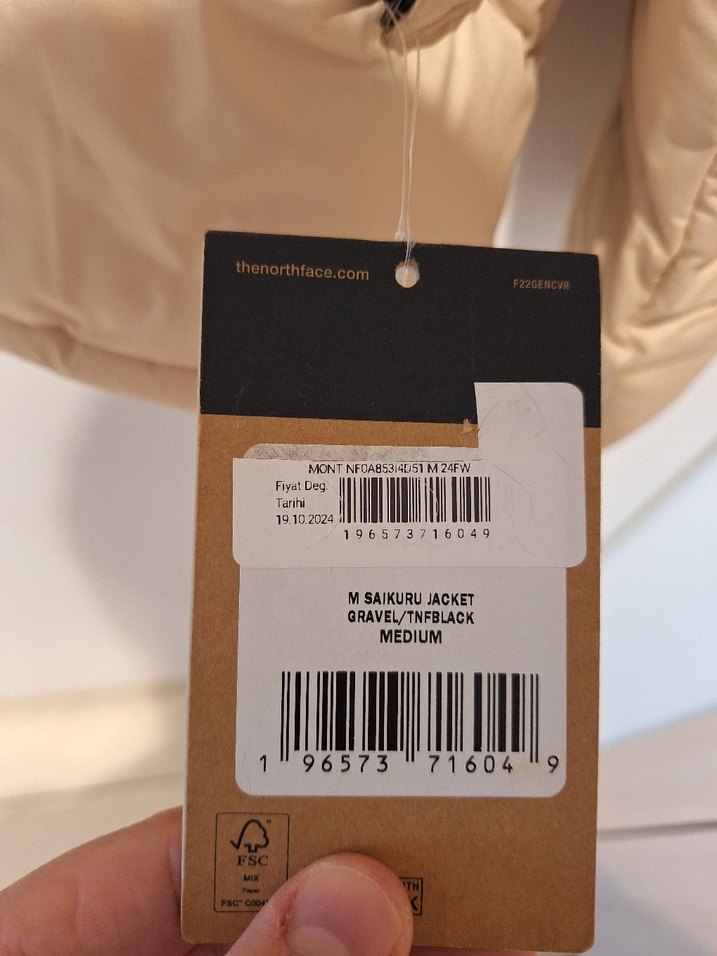 thenorthface.com
F22GENCVR
MONT NF0A853I4D51 M 24FW
Fiyat Deg.
Tarihi
19.10.2024
196573716049
M SAIKURU JACKET
GRAVEL/TNFBLACK
MEDIUM
1 96573 71604 9
FSC
MIX
Paper